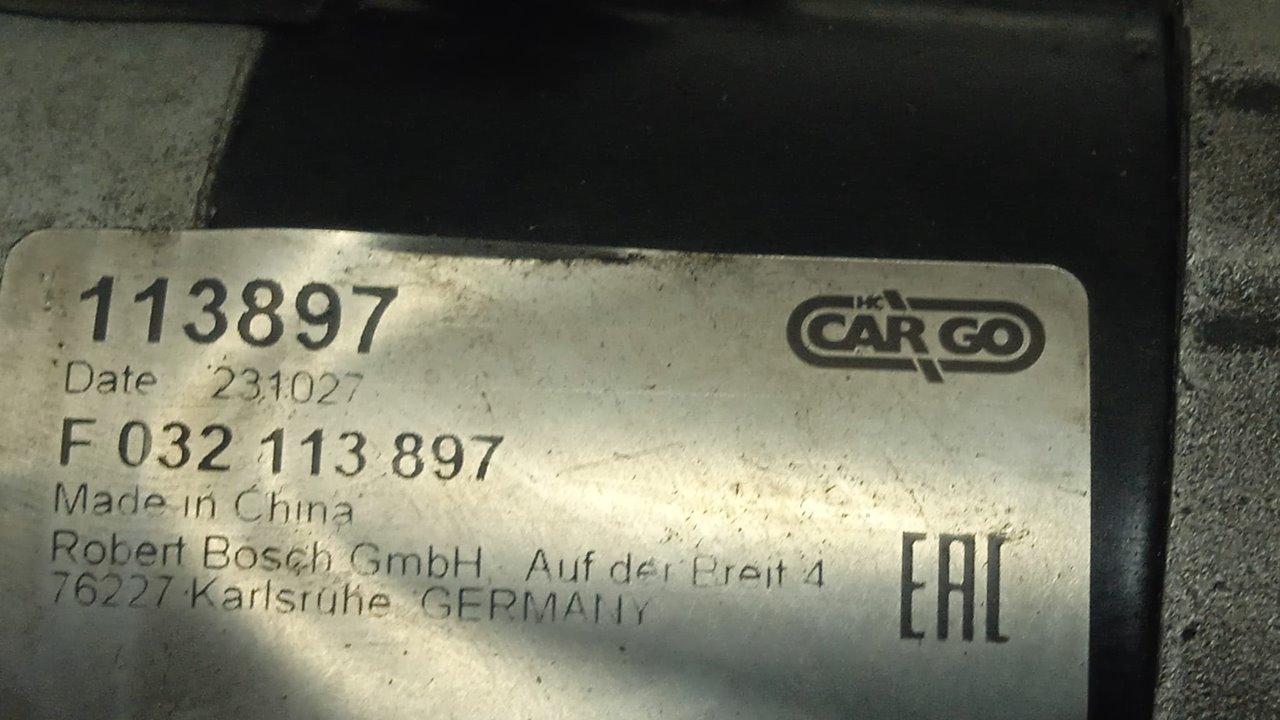 113897
HC
CARGO
Date 231027
F 032 113 897
Made in China
Robert Bosch GmbH Auf der Breit 4
76227 Karlsruhe GERMANY
EAC